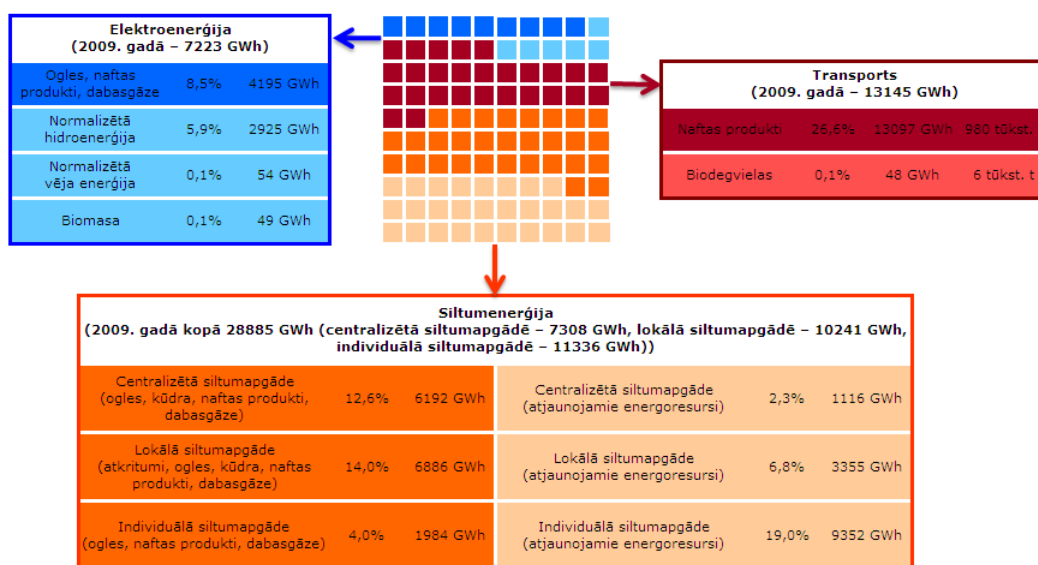 Elektroenerģija
(2009. gadā – 7223 GWh)
Ogles, naftas
produkti, dabasgāze 8,5% 4195 GWh
Normalizētā
hidroenerģija 5,9% 2925 GWh
Normalizētā
vēja enerģija 0,1% 54 GWh
Biomasa 0,1% 49 GWh
Transports
(2009. gadā – 13145 GWh)
Naftas produkti 26,6% 13097 GWh 980 tūkst.
Biodegvielas 0,1% 48 GWh 6 tūkst. t
Siltumenerģija
(2009. gadā kopā 28885 GWh (centralizētā siltumapgādē – 7308 GWh, lokālā siltumapgādē – 10241 GWh,
individuālā siltumapgādē – 11336 GWh))
Centralizētā siltumapgāde
(ogles, kūdra, naftas produkti,
dabasgāze) 12,6% 6192 GWh
Centralizētā siltumapgāde
(atjaunojamie energoresursi) 2,3% 1116 GWh
Lokālā siltumapgāde
(atkritumi, ogles, kūdra, naftas
produkti, dabasgāze) 14,0% 6886 GWh
Lokālā siltumapgāde
(atjaunojamie energoresursi) 6,8% 3355 GWh
Individuālā siltumapgāde
(ogles, naftas produkti, dabasgāze) 4,0% 1984 GWh
Individuālā siltumapgāde
(atjaunojamie energoresursi) 19,0% 9352 GWh